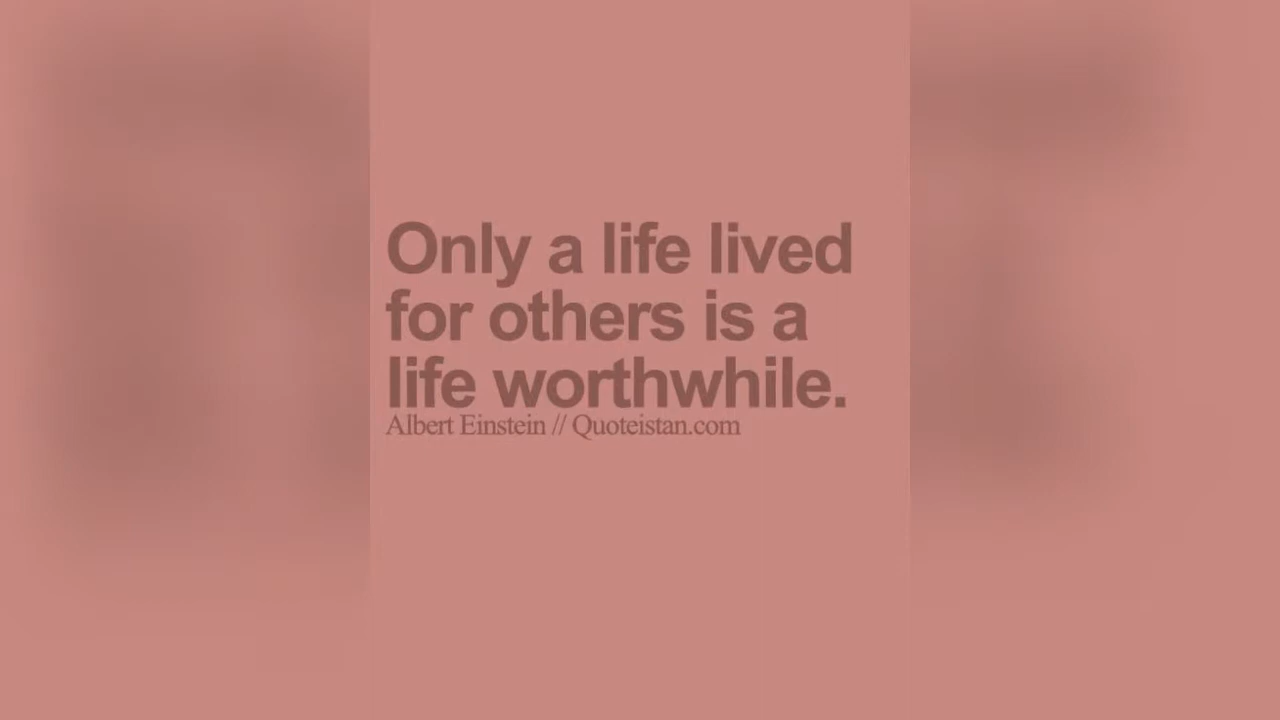 Only a life lived
for others is a
life worthwhile.
Albert Einstein // Quoteistan.com